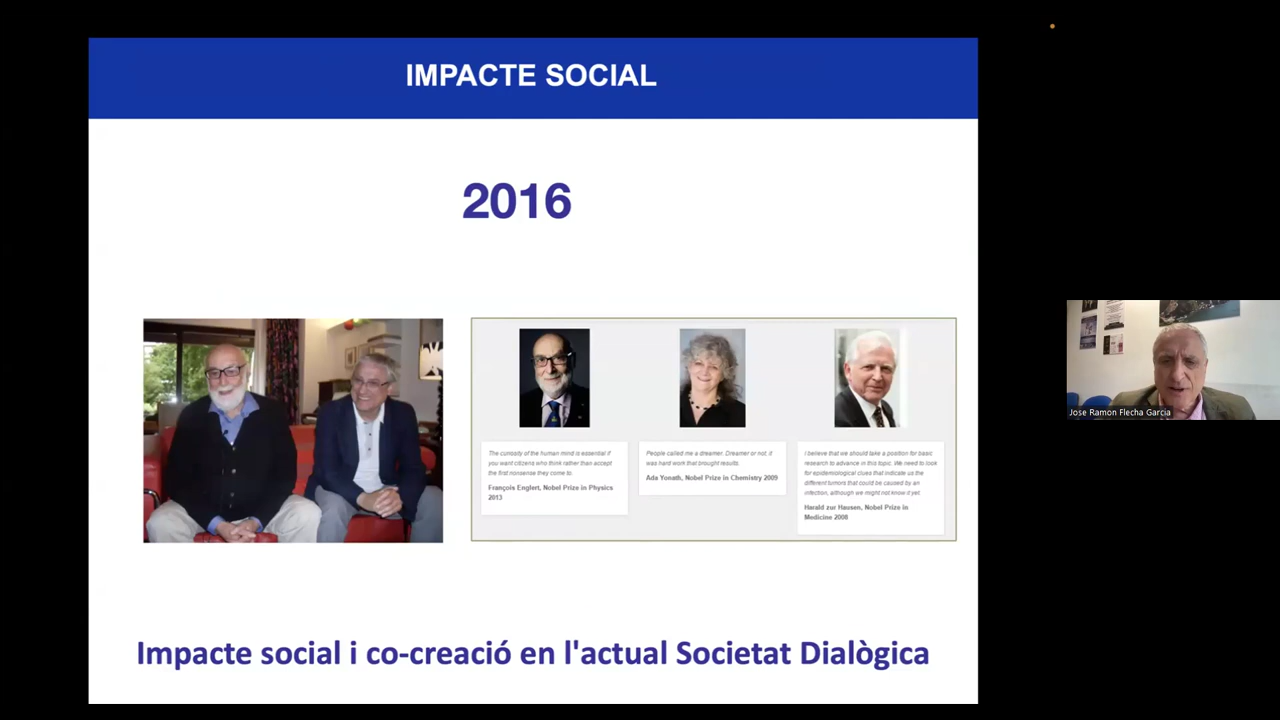 IMPACTE SOCIAL
2016
The curiosity of the human mind is essential if
you want citizens who think rather than accept
the first nonsense they come to.
François Englert, Nobel Prize in Physics
2013
People called me a dreamer. Dreamer or not, it
was hard work that brought results.
Ada Yonath, Nobel Prize in Chemistry 2009
I believe that we should take a position for basic
research to advance in this topic. We need to look
for epidemiological clues that indicate us the
different tumors that could be caused by an
infection, although we might not know it yet.
Harald zur Hausen, Nobel Prize in
Medicine 2008
Jose Ramon Flecha Garcia
Impacte social i co-creació en l'actual Societat Dialògica